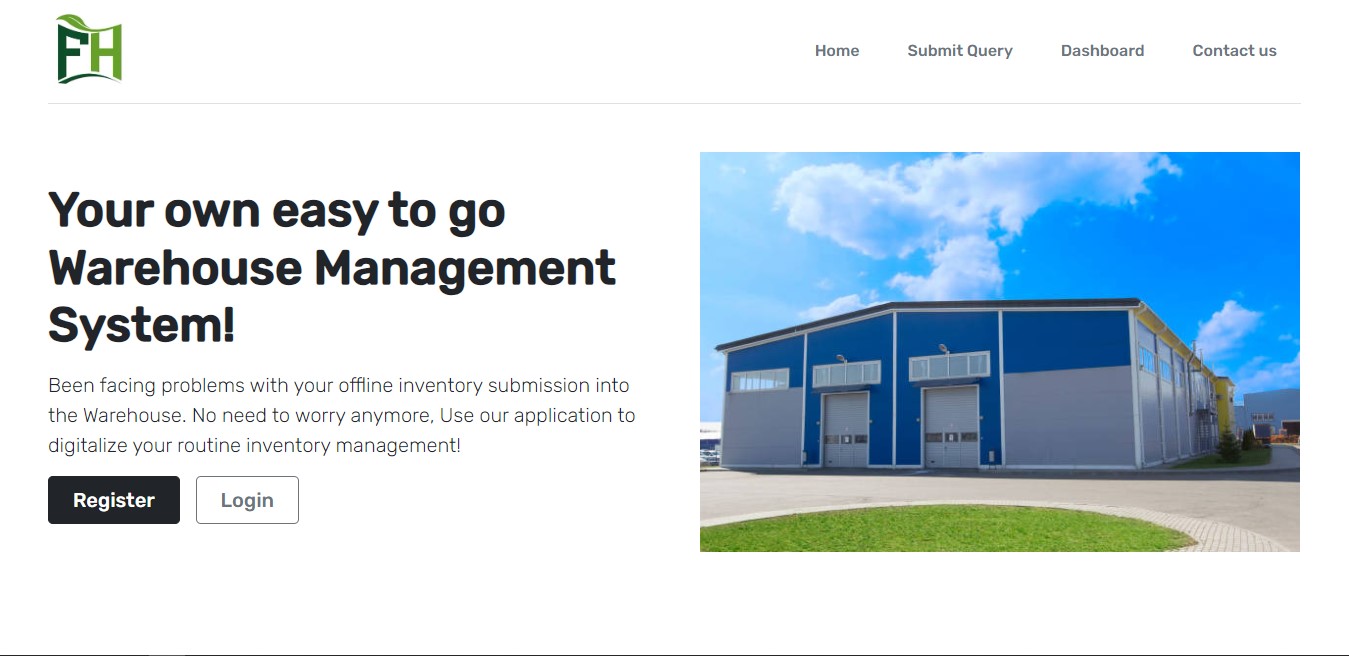 FH
Home
Submit Query
Dashboard
Contact us
Your own easy to go
Warehouse Management
System!
Been facing problems with your offline inventory submission into
the Warehouse. No need to worry anymore, Use our application to
digitalize your routine inventory management!
Register
Login